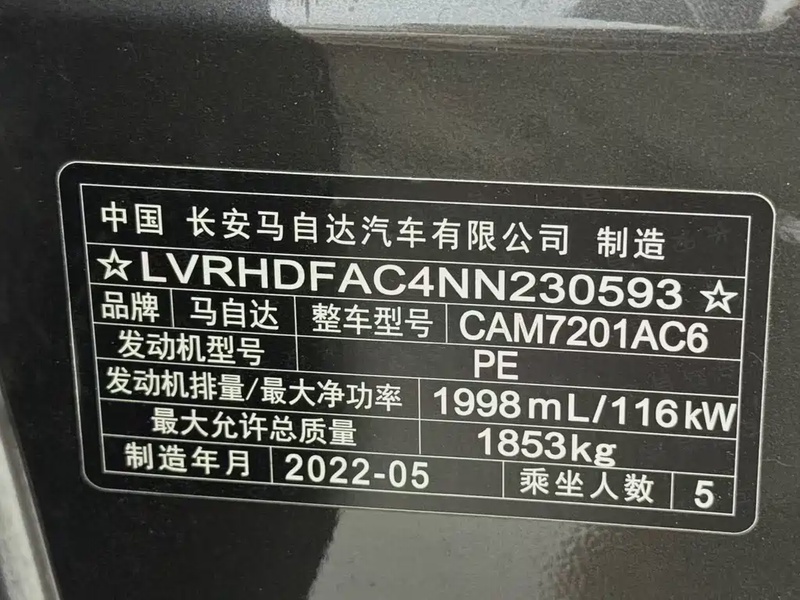 中国 长安马自达汽车有限公司 制造
☆LVRHDFAC4NN230593☆
品牌 马自达 整车型号 CAM7201AC6
发动机型号 PE
发动机排量/最大净功率 1998mL/116kW
最大允许总质量 1853kg
制造年月 2022-05 乘坐人数 5